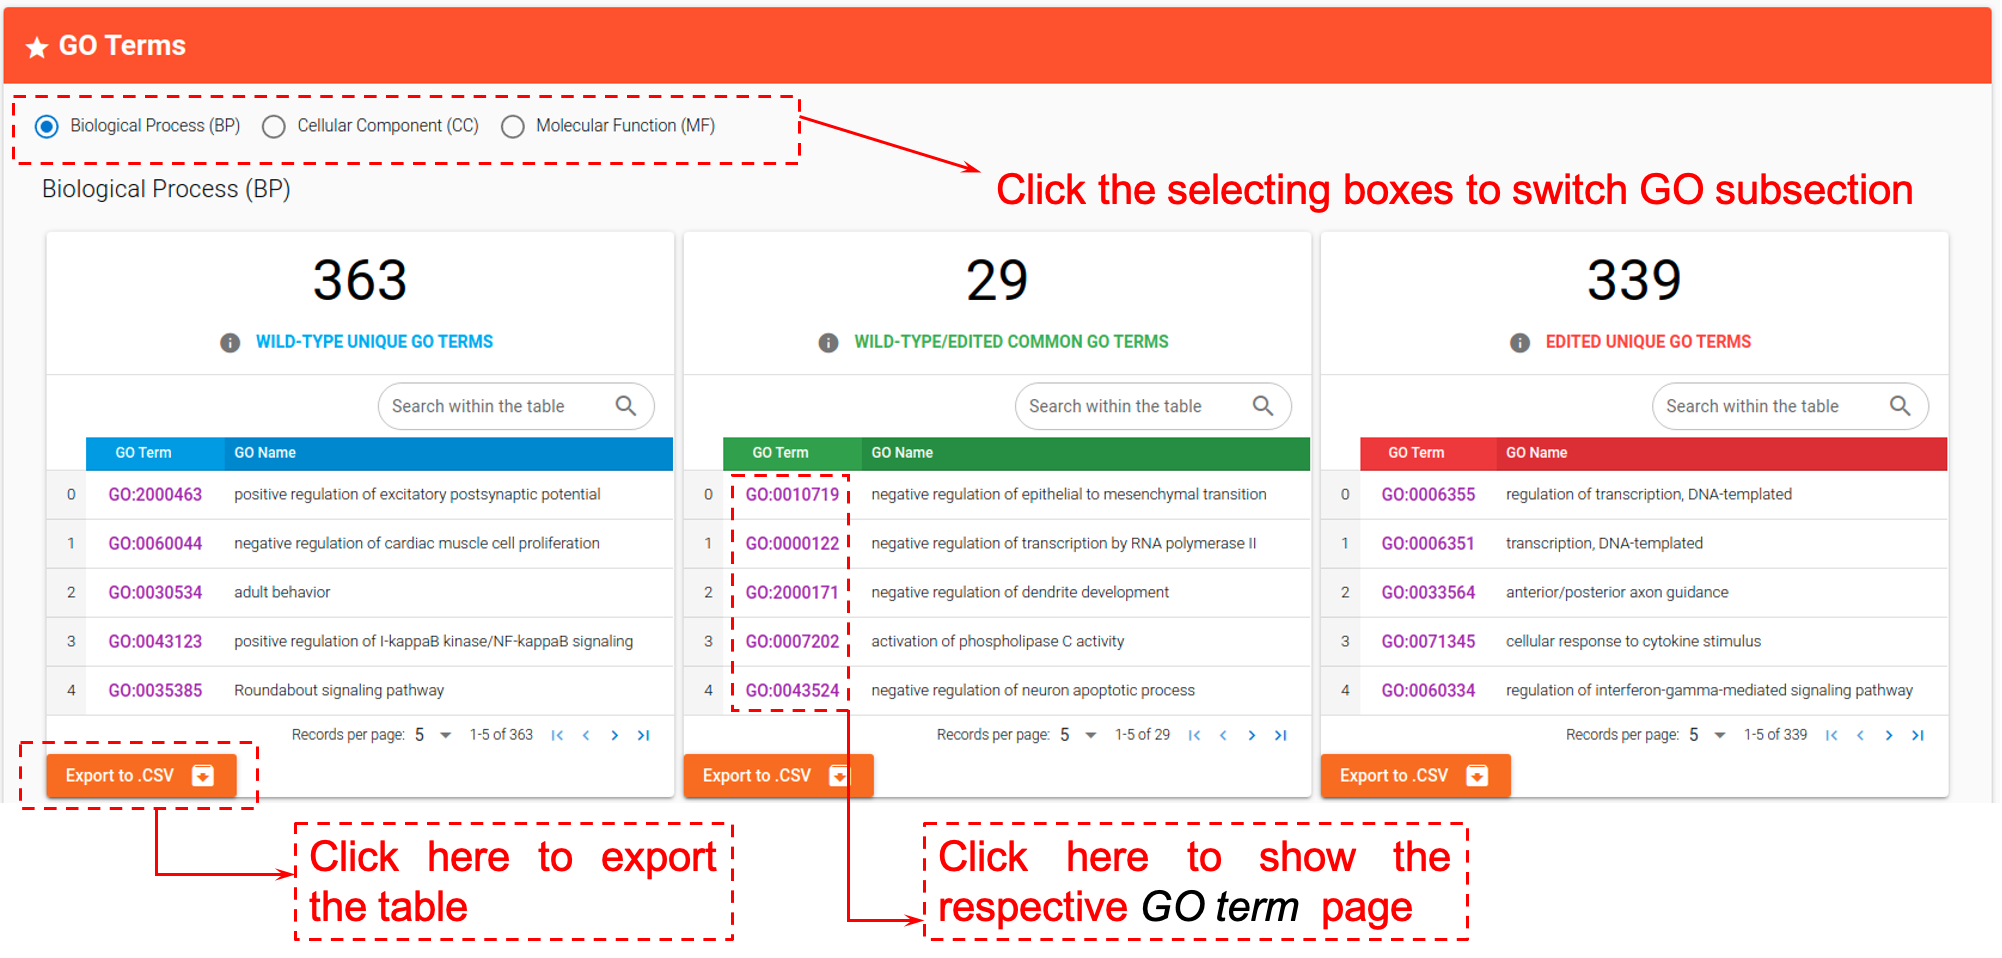 GO Terms
Biological Process (BP) Cellular Component (CC) Molecular Function (MF)
Click the selecting boxes to switch GO subsection
Biological Process (BP)
363
WILD-TYPE UNIQUE GO TERMS
Search within the table
GO Term GO Name
0 GO:2000463 positive regulation of excitatory postsynaptic potential
1 GO:0060044 negative regulation of cardiac muscle cell proliferation
2 GO:0030534 adult behavior
3 GO:0043123 positive regulation of I-kappaB kinase/NF-kappaB signaling
4 GO:0035385 Roundabout signaling pathway
Records per page: 5 1-5 of 363
Export to .CSV
29
WILD-TYPE/EDITED COMMON GO TERMS
Search within the table
GO Term GO Name
0 GO:0010719 negative regulation of epithelial to mesenchymal transition
1 GO:0000122 negative regulation of transcription by RNA polymerase II
2 GO:2000171 negative regulation of dendrite development
3 GO:0007202 activation of phospholipase C activity
4 GO:0043524 negative regulation of neuron apoptotic process
Records per page: 5 1-5 of 29
Export to .CSV
339
EDITED UNIQUE GO TERMS
Search within the table
GO Term GO Name
0 GO:0006355 regulation of transcription, DNA-templated
1 GO:0006351 transcription, DNA-templated
2 GO:0033564 anterior/posterior axon guidance
3 GO:0071345 cellular response to cytokine stimulus
4 GO:0060334 regulation of interferon-gamma-mediated signaling pathway
Records per page: 5 1-5 of 339
Export to .CSV
Click here to export
the table
Click here to show the
respective GO term page